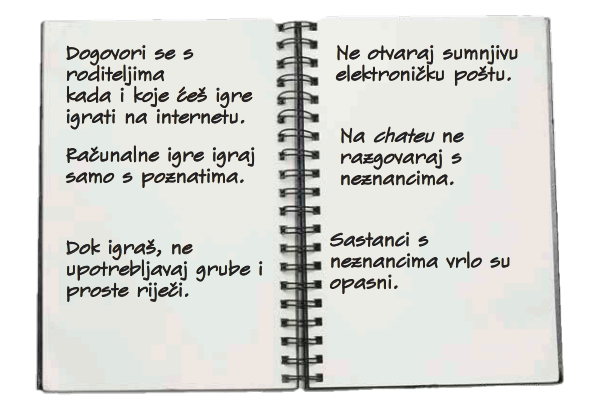 Dogovori se s
roditeljima
kada i koje ćeš igre
igrati na internetu.
Računalne igre igraj
samo s poznatima.
Dok igraš, ne
upotrebljavaj grube i
proste riječi.
Ne otvaraj sumnjivu
elektroničku poštu.
Na chateu ne
razgovaraj s
neznancima.
Sastanci s
neznancima vrlo su
opasni.